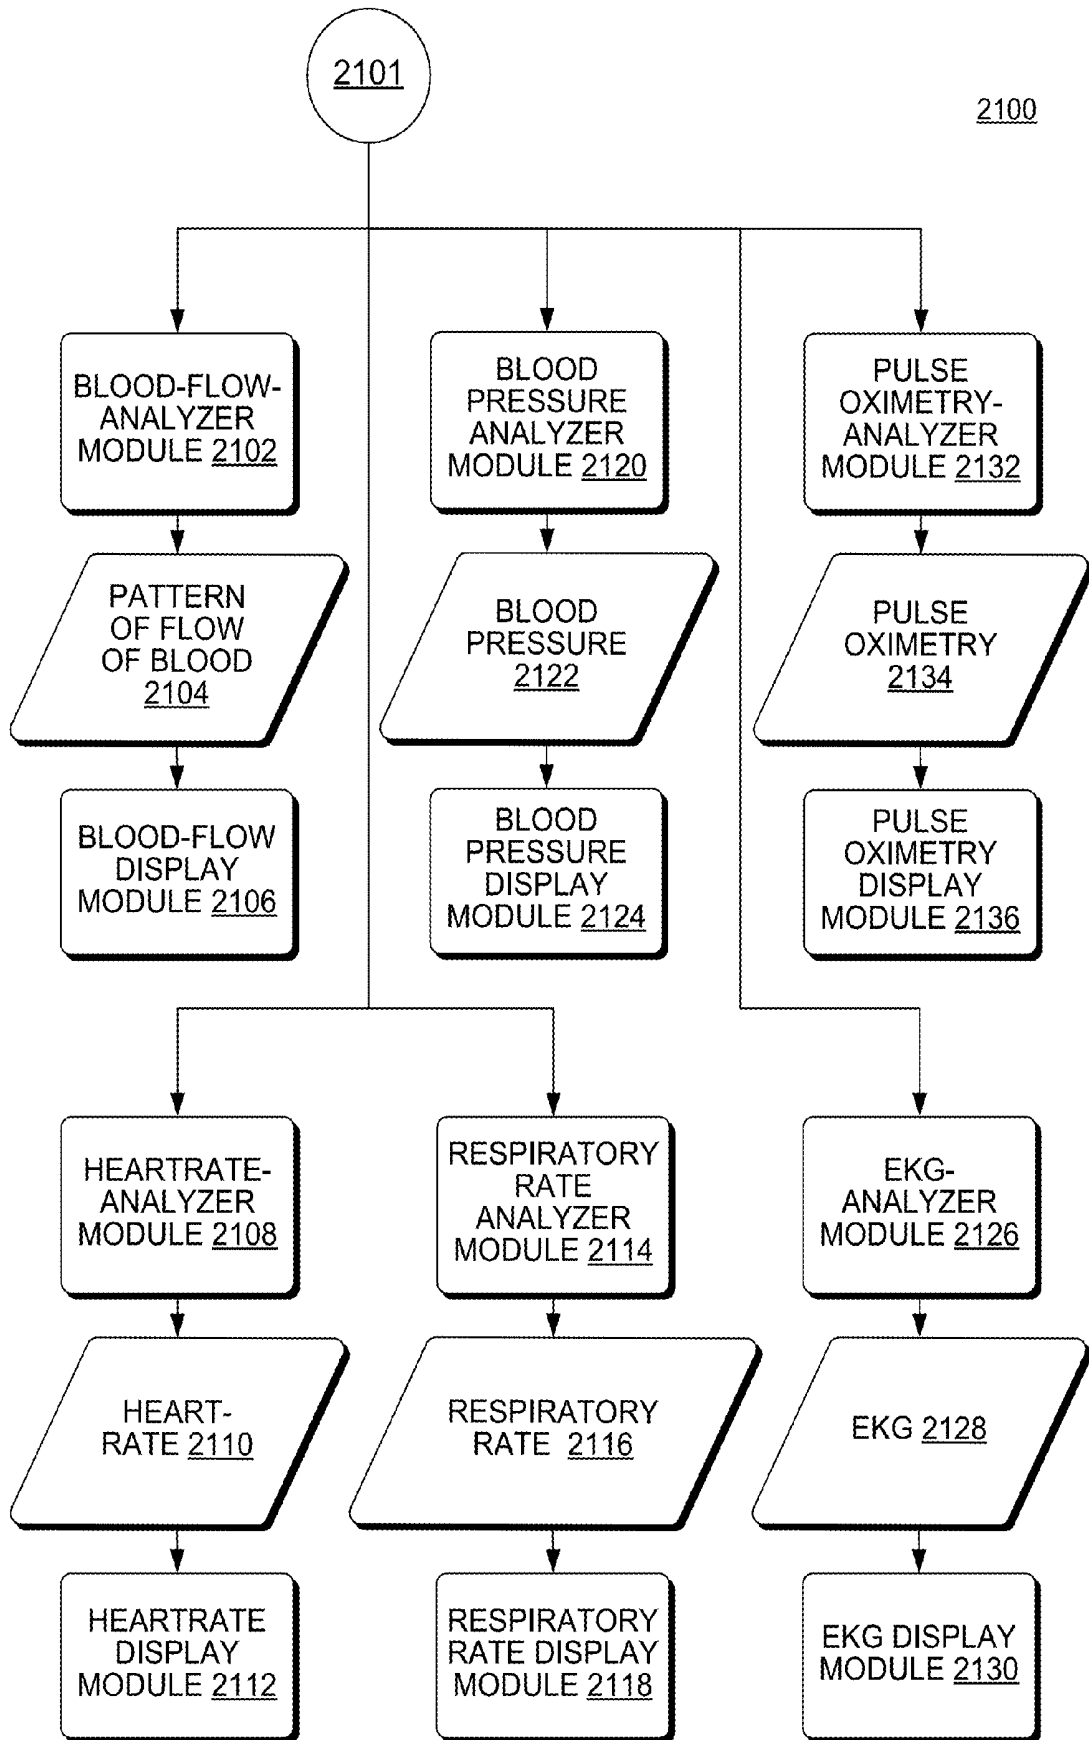 2101
2100
BLOOD-FLOW-
ANALYZER
MODULE 2102
BLOOD
PRESSURE
ANALYZER
MODULE 2120
PULSE
OXIMETRY-
ANALYZER
MODULE 2132
PATTERN
OF FLOW
OF BLOOD
2104
BLOOD
PRESSURE
2122
PULSE
OXIMETRY
2134
BLOOD-FLOW
DISPLAY
MODULE 2106
BLOOD
PRESSURE
DISPLAY
MODULE 2124
PULSE
OXIMETRY
DISPLAY
MODULE 2136
HEARTRATE-
ANALYZER
MODULE 2108
RESPIRATORY
RATE
ANALYZER
MODULE 2114
EKG-
ANALYZER
MODULE 2126
HEART-
RATE 2110
RESPIRATORY
RATE 2116
EKG 2128
HEARTRATE
DISPLAY
MODULE 2112
RESPIRATORY
RATE DISPLAY
MODULE 2118
EKG DISPLAY
MODULE 2130